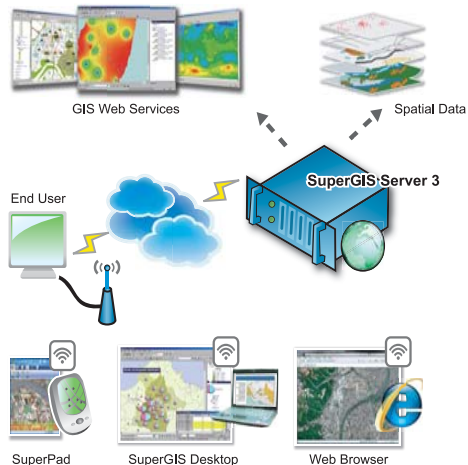 GIS Web Services
Spatial Data
SuperGIS Server 3
End User
SuperPad
SuperGIS Desktop
Web Browser